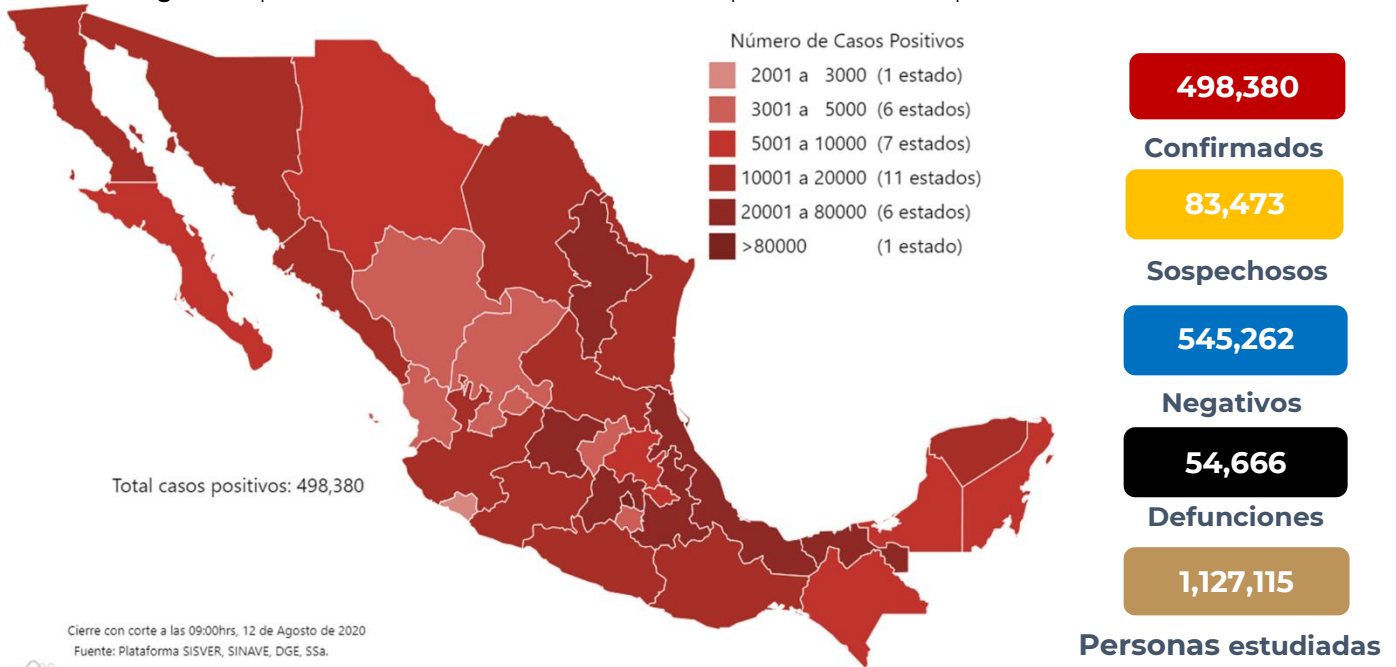 Número de Casos Positivos
2001 a 3000 (1 estado)
3001 a 5000 (6 estados)
5001 a 10000 (7 estados)
10001 a 20000 (11 estados)
20001 a 80000 (6 estados)
>80000 (1 estado)
Total casos positivos: 498,380
Cierre con corte a las 09:00hrs, 12 de Agosto de 2020
Fuente: Plataforma SISVER, SINAVE, DGE, SSa.
498,380
Confirmados
83,473
Sospechosos
545,262
Negativos
54,666
Defunciones
1,127,115
Personas estudiadas